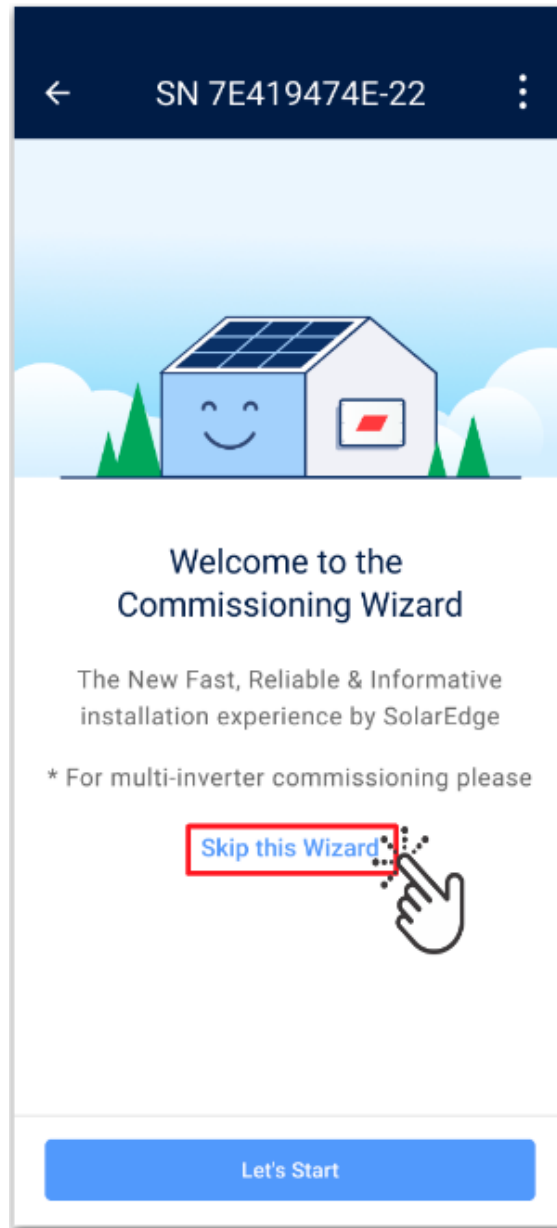 SN 7E419474E-22
Welcome to the
Commissioning Wizard
The New Fast, Reliable & Informative
installation experience by SolarEdge
* For multi-inverter commissioning please
Skip this Wizard
Let's Start